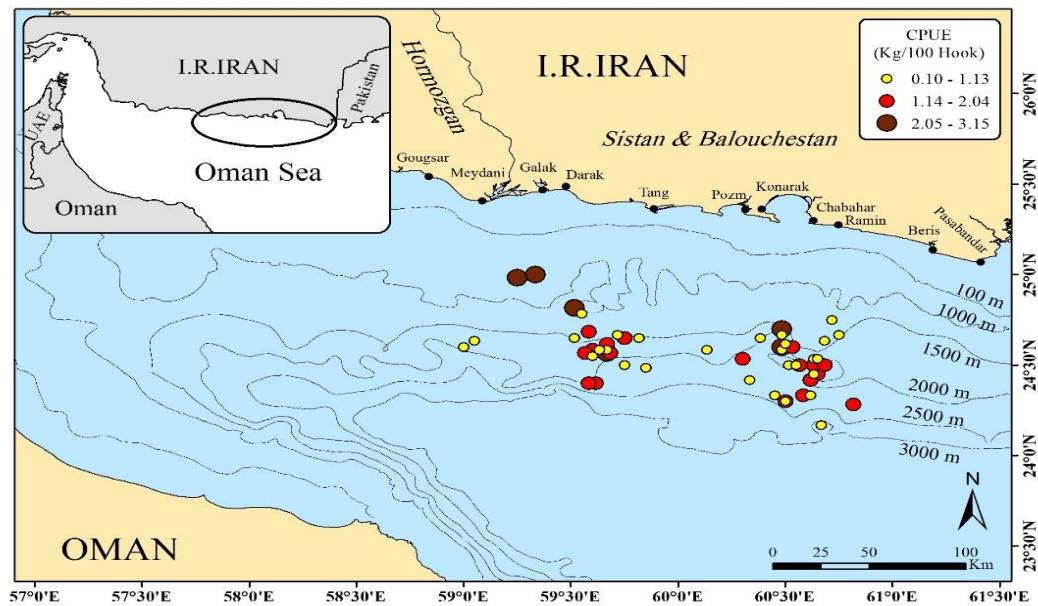 I.R.IRAN
Pakistan
UAE
Oman Sea
Oman
Hormozgan
I.R.IRAN
Sistan & Balouchestan
CPUE
(Kg/100 Hook)
0.10 - 1.13
1.14 - 2.04
2.05 - 3.15
Gougsar
Meydani
Galak
Darak
Tang
Pozm
Konarak
Chabahar
Ramin
Beris
Pasabandar
100 m
1000 m
1500 m
2000 m
2500 m
3000 m
OMAN
N
0 25 50 100
Km
26°0'N
25°30'N
25°0'N
24°30'N
24°0'N
23°30'N
57°0'E 57°30'E 58°0'E 58°30'E 59°0'E 59°30'E 60°0'E 60°30'E 61°0'E 61°30'E